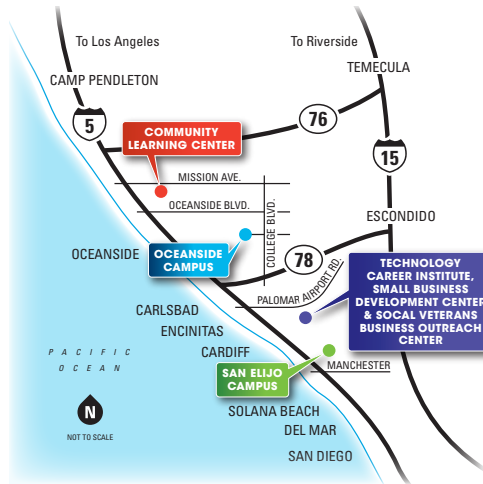 To Los Angeles
To Riverside
TEMECULA
CAMP PENDLETON
5
76
COMMUNITY
LEARNING CENTER
15
MISSION AVE.
OCEANSIDE BLVD.
COLLEGE BLVD.
ESCONDIDO
OCEANSIDE
OCEANSIDE
CAMPUS
78
PALOMAR AIRPORT RD.
TECHNOLOGY
CAREER INSTITUTE,
SMALL BUSINESS
DEVELOPMENT CENTER
& SOCAL VETERANS
BUSINESS OUTREACH
CENTER
CARLSBAD
ENCINITAS
CARDIFF
PACIFIC
OCEAN
SAN ELIJO
CAMPUS
MANCHESTER
N
NOT TO SCALE
SOLANA BEACH
DEL MAR
SAN DIEGO